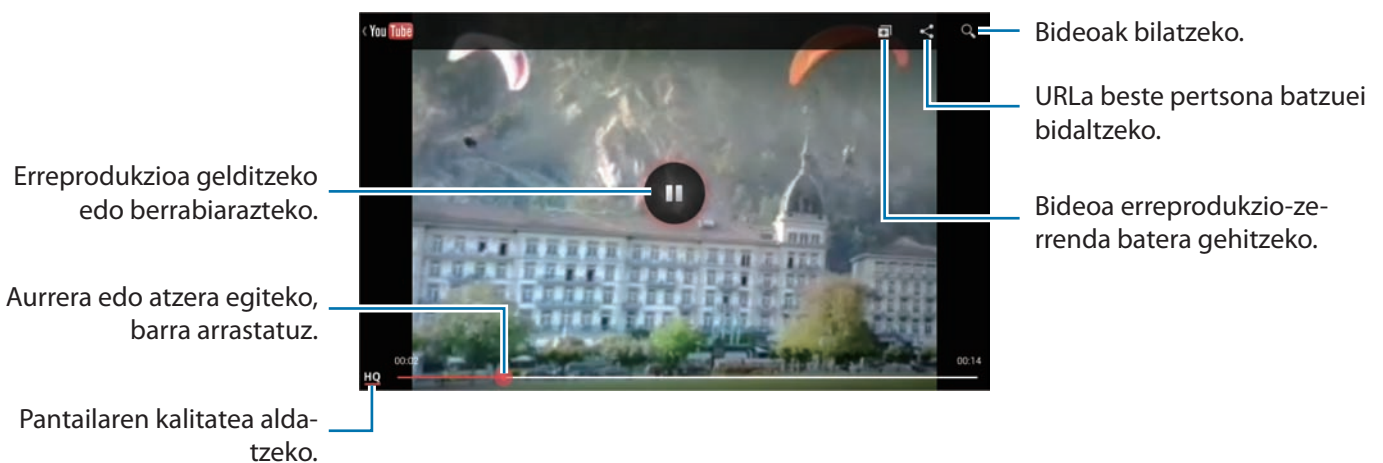 You Tube
Bideoak bilatzeko.
URLa beste pertsona batzuei
bidaltzeko.
Erreprodukzioa gelditzeko
edo berrabiarazteko.
Bideoa erreprodukzio-ze-
rrenda batera gehitzeko.
Aurrera edo atzera egiteko,
barra arrastatuz.
00:02
00:14
HQ
Pantailaren kalitatea alda-
tzeko.